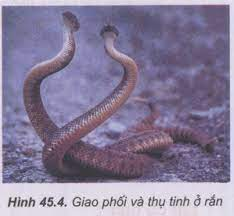 Hình 45.4. Giao phối và thụ tinh ở rắn